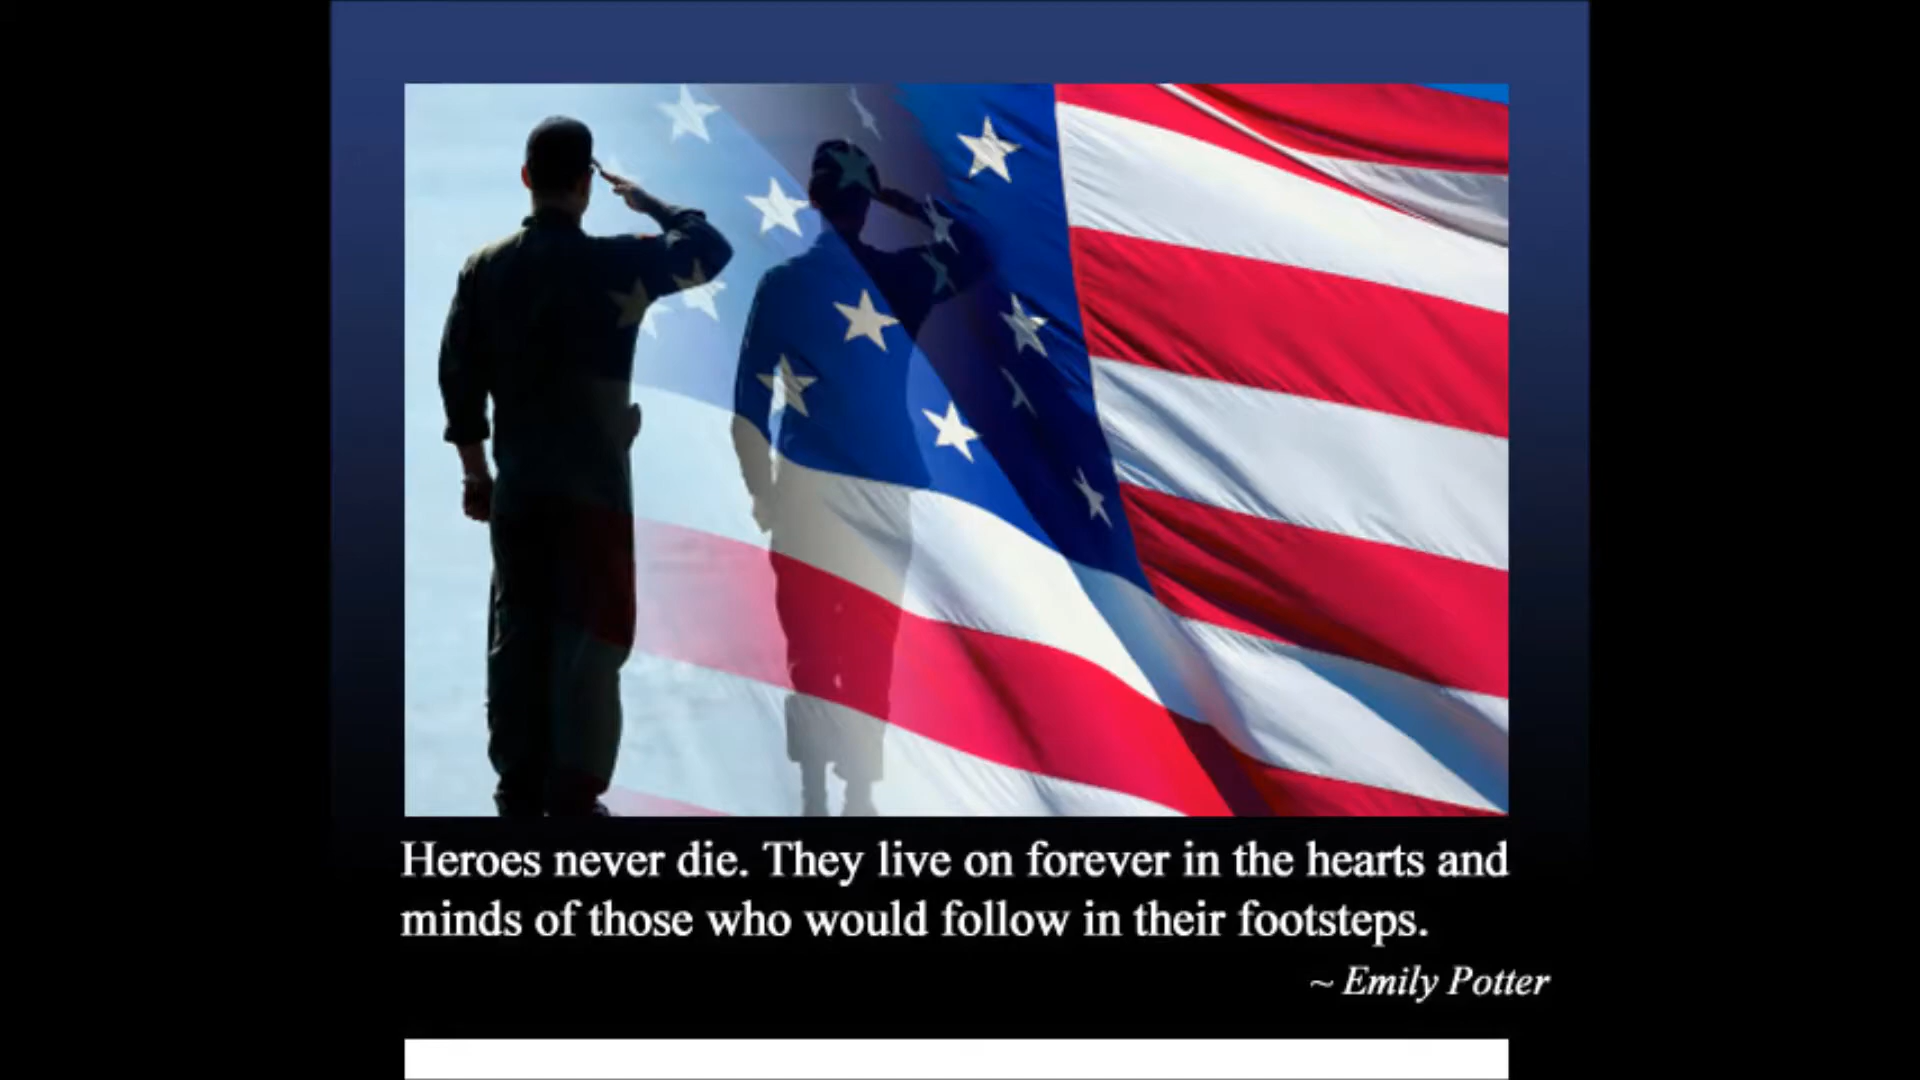 Heroes never die. They live on forever in the hearts and
minds of those who would follow in their footsteps.
~ Emily Potter